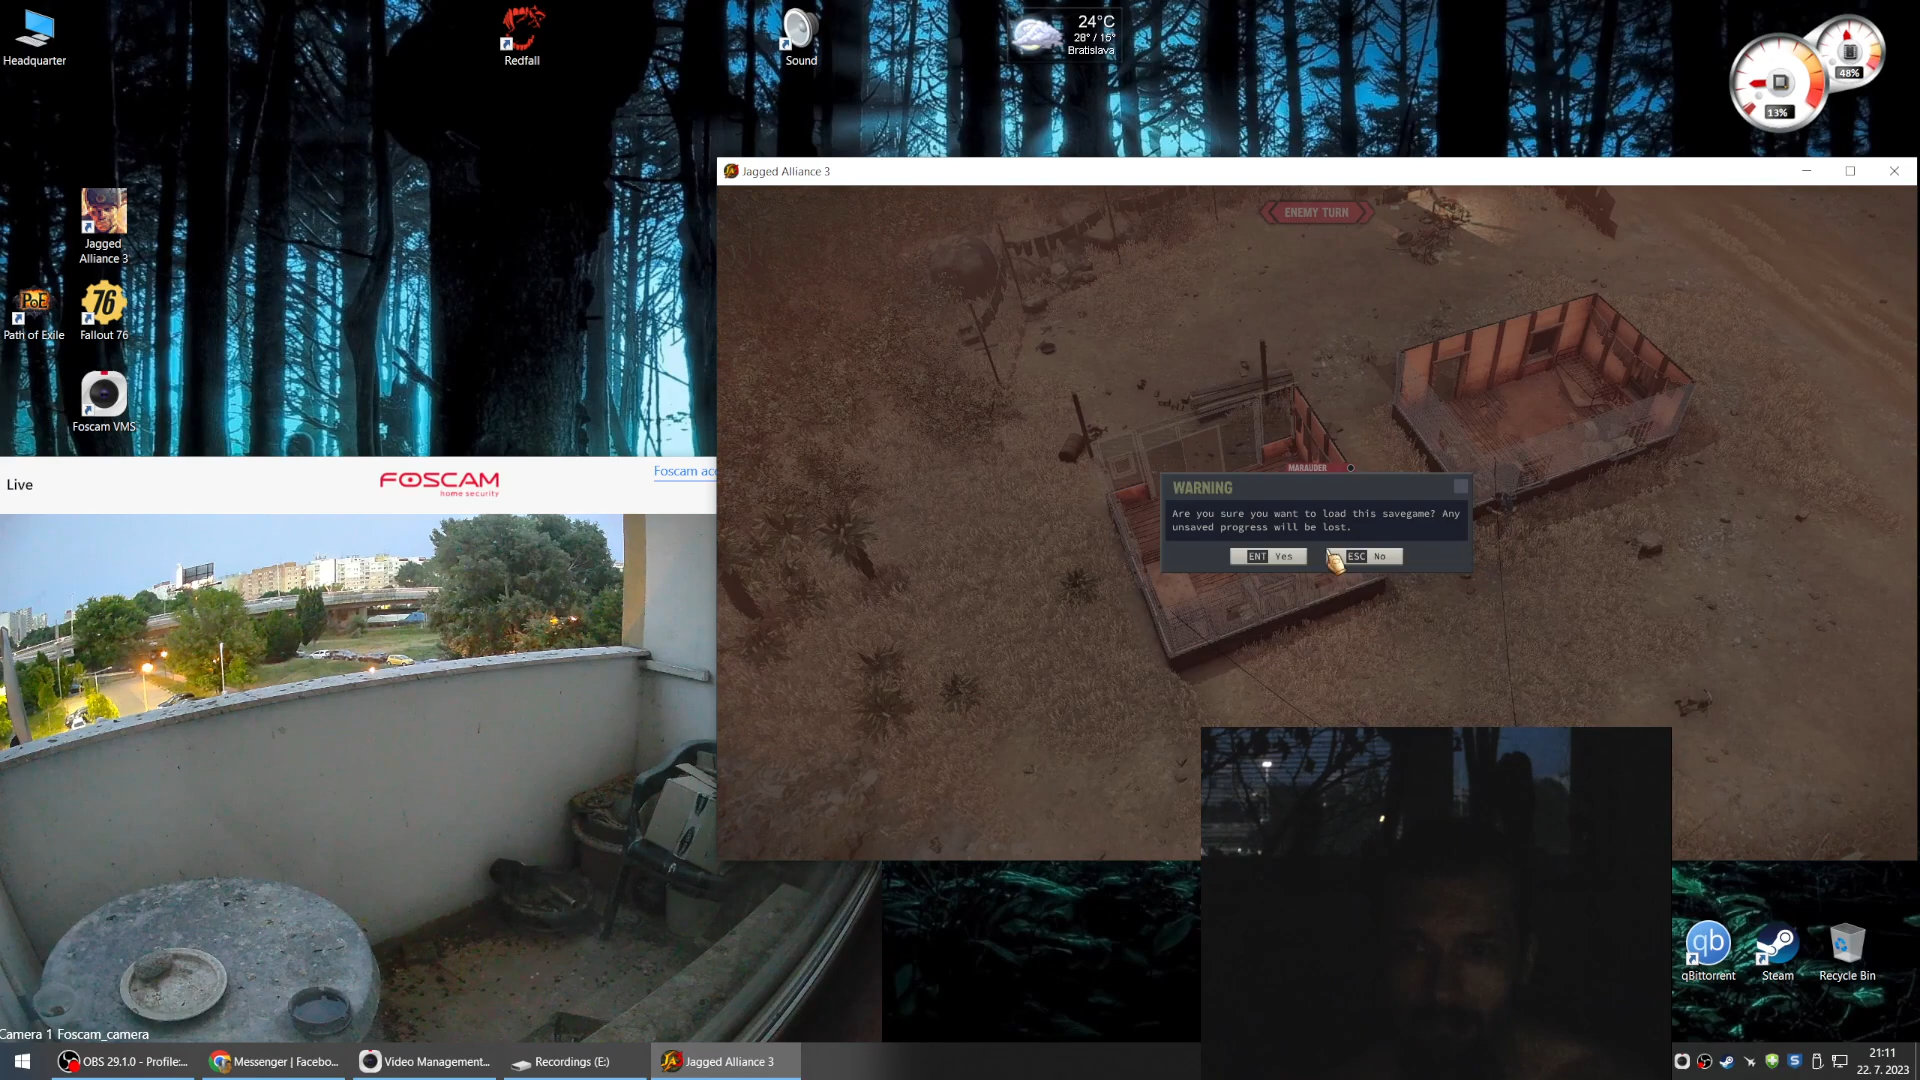 Headquarter
Redfall
Sound
24°C
28° / 15°
Bratislava
48%
13%
Jagged Alliance 3
ENEMY TURN
Jagged
Alliance 3
PoE
76
Path of Exile
Fallout 76
Foscam VMS
Live
FOSCAM
home security
Foscam acc
MARAUDER
WARNING
Are you sure you want to load this savegame? Any
unsaved progress will be lost.
ENT Yes
ESC No
qb
qBittorrent
Steam
Recycle Bin
Camera 1 Foscam_camera
OBS 29.1.0 - Profile:...
Messenger | Facebo...
Video Management...
Recordings (E:)
Jagged Alliance 3
21:11
22. 7. 2023